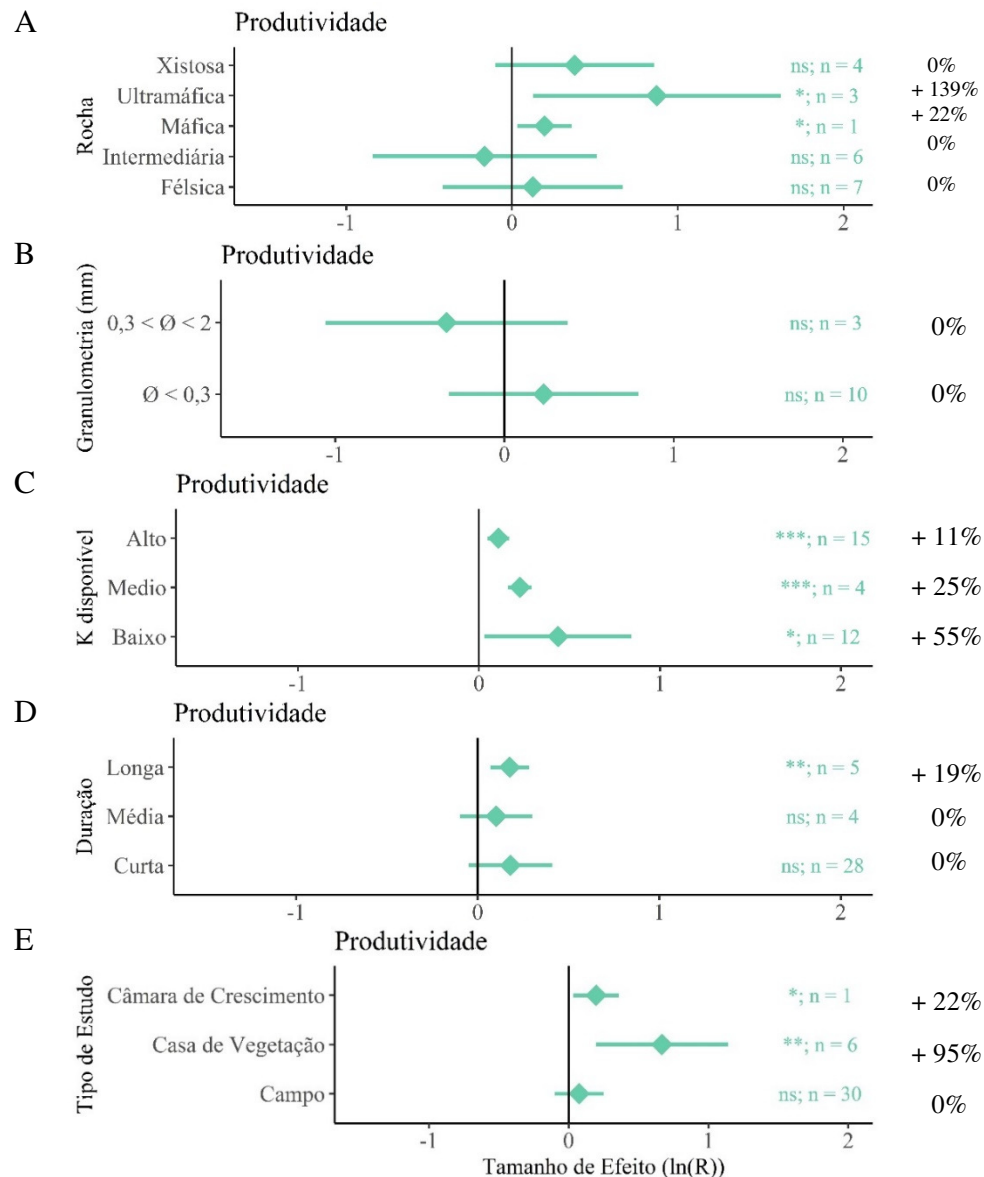 A
Produtividade
Rocha
Xistosa
ns; n = 4
0%
Ultramáfica
*; n = 3
+ 139%
Máfica
*; n = 1
+ 22%
Intermediária
ns; n = 6
0%
Félsica
ns; n = 7
0%
-1 0 1 2
B
Produtividade
Granulometria (mm)
0,3 < Ø < 2
ns; n = 3
0%
Ø < 0,3
ns; n = 10
0%
-1 0 1 2
C
Produtividade
K disponível
Alto
***; n = 15
+ 11%
Medio
***; n = 4
+ 25%
Baixo
*; n = 12
+ 55%
-1 0 1 2
D
Produtividade
Duração
Longa
**; n = 5
+ 19%
Média
ns; n = 4
0%
Curta
ns; n = 28
0%
-1 0 1 2
E
Produtividade
Tipo de Estudo
Câmara de Crescimento
*; n = 1
+ 22%
Casa de Vegetação
**; n = 6
+ 95%
Campo
ns; n = 30
0%
-1 0 1 2
Tamanho de Efeito (ln(R))